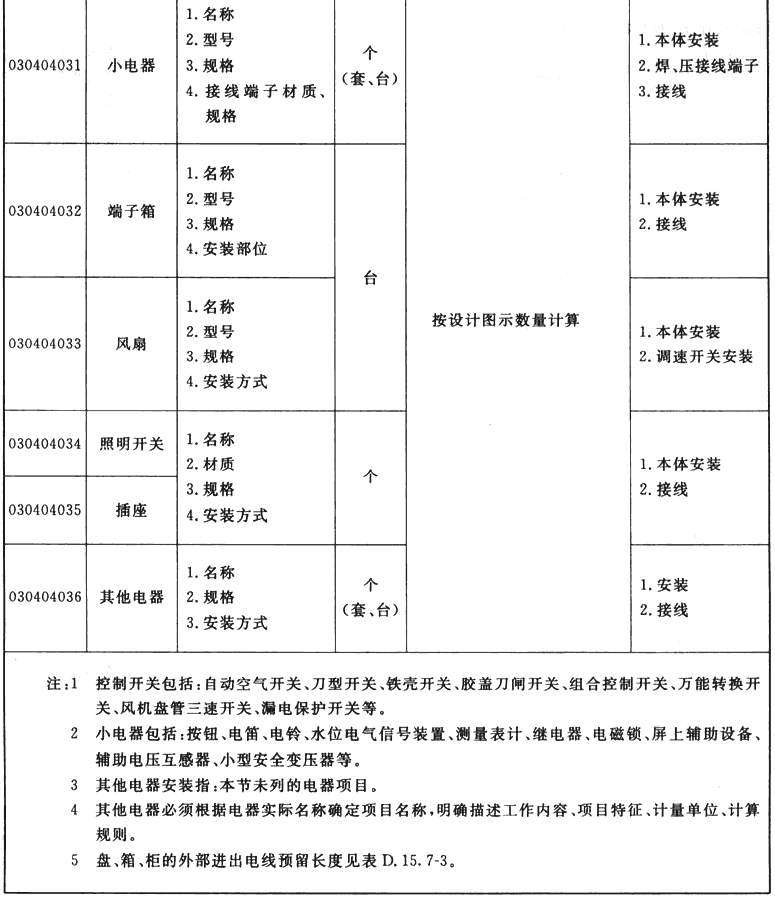 030404031
小电器
1.名称
2.型号
3.规格
4.接线端子材质、
规格
个
(套、台)
1.本体安装
2.焊、压接线端子
3.接线
030404032
端子箱
1.名称
2.型号
3.规格
4.安装部位
台
按设计图示数量计算
1.本体安装
2.接线
030404033
风扇
1.名称
2.型号
3.规格
4.安装方式
1.本体安装
2.调速开关安装
030404034
照明开关
1.名称
2.材质
3.规格
4.安装方式
个
1.本体安装
2.接线
030404035
插座
030404036
其他电器
1.名称
2.规格
3.安装方式
个
(套、台)
1.安装
2.接线
注:1 控制开关包括:自动空气开关、刀型开关、铁壳开关、胶盖刀闸开关、组合控制开关、万能转换开
关、风机盘管三速开关、漏电保护开关等。
2 小电器包括:按钮、电笛、电铃、水位电气信号装置、测量表计、继电器、电磁锁、屏上辅助设备、
辅助电压互感器、小型安全变压器等。
3 其他电器安装指:本节未列的电器项目。
4 其他电器必须根据电器实际名称确定项目名称,明确描述工作内容、项目特征、计量单位、计算
规则。
5 盘、箱、柜的外部进出电线预留长度见表 D.15.7-3。